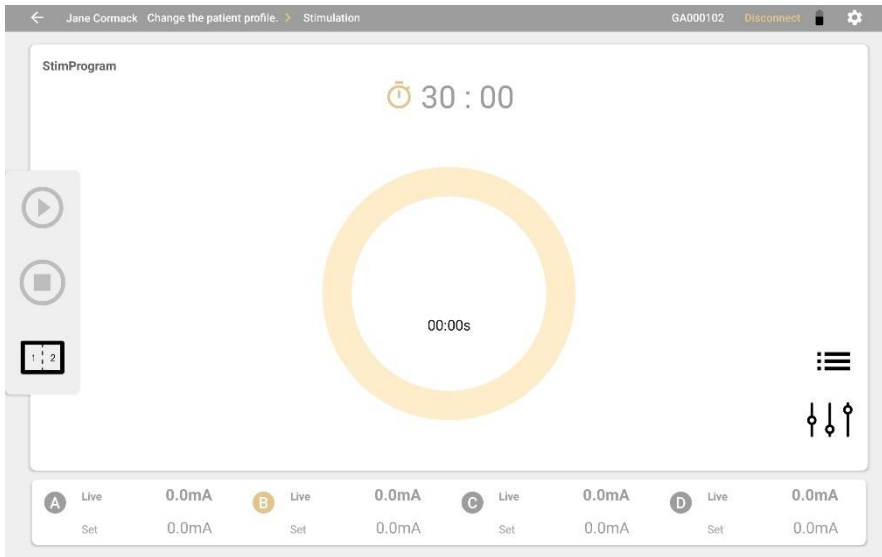 Jane Cormack Change the patient profile. > Stimulation GA000102 Disconnect
StimProgram
30 : 00
00:00s
1 2
A Live 0.0mA B Live 0.0mA C Live 0.0mA D Live 0.0mA
Set 0.0mA Set 0.0mA Set 0.0mA Set 0.0mA